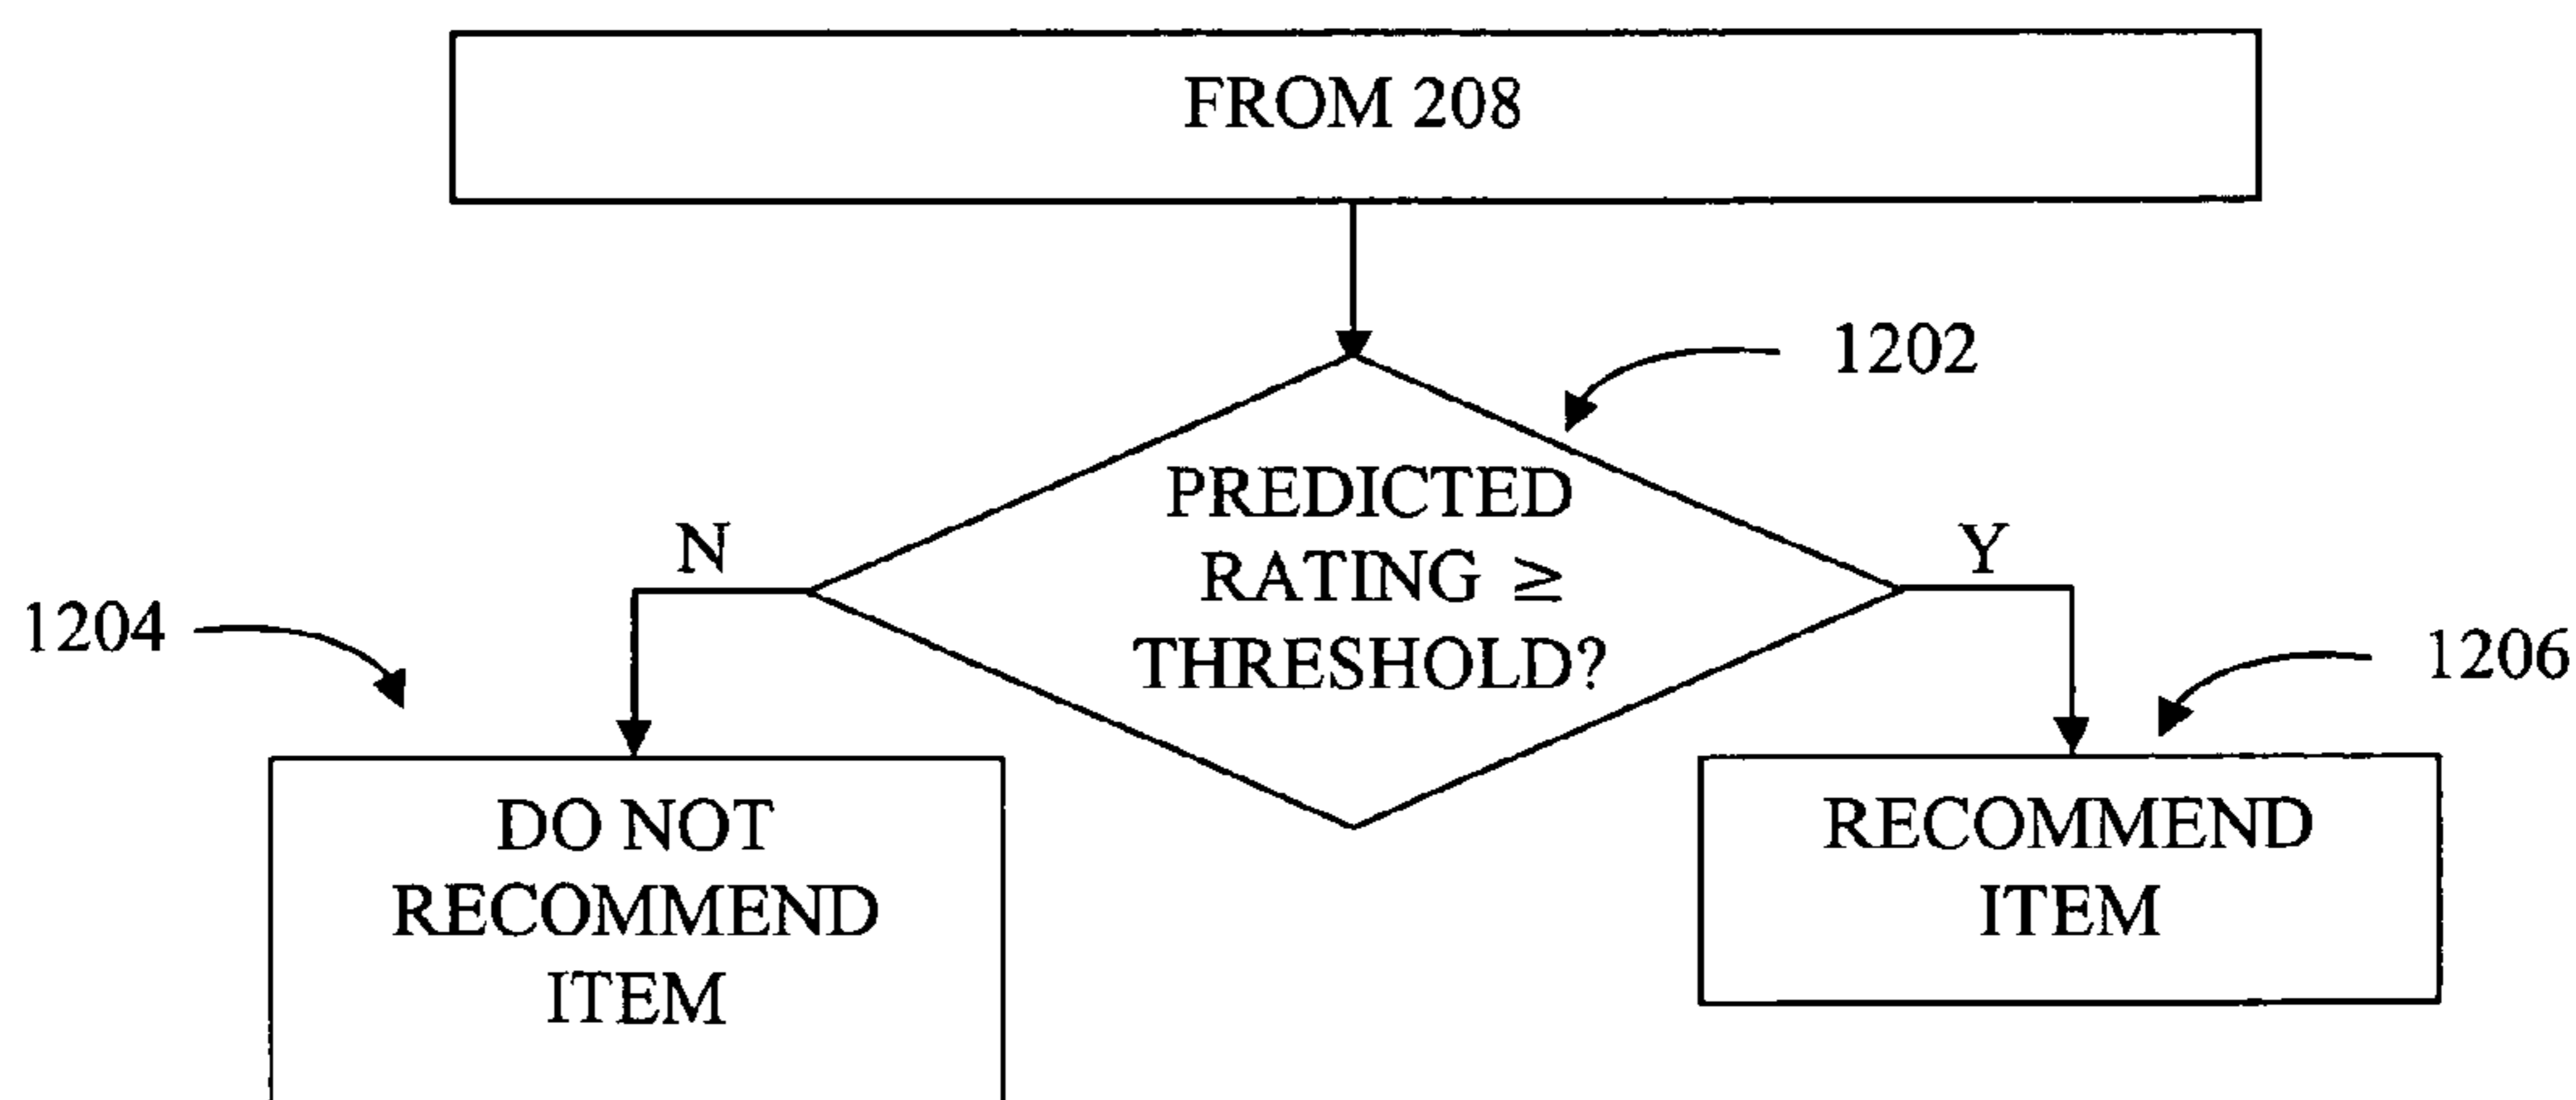 FROM 208
1202
PREDICTED
RATING ≥
THRESHOLD?
N
Y
1204
1206
DO NOT
RECOMMEND
ITEM
RECOMMEND
ITEM